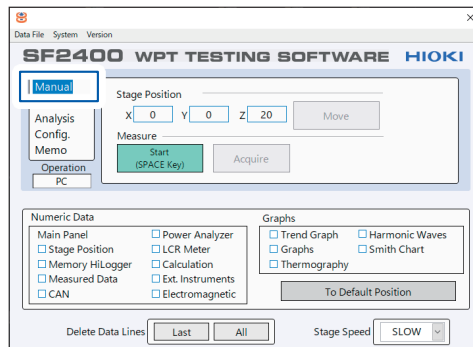 Data File System Version
SF2400 WPT TESTING SOFTWARE HIOKI
Manual
Analysis
Config.
Memo
Operation
PC
Stage Position
X 0 Y 0 Z 20 Move
Measure
Start
(SPACE Key)
Acquire
Numeric Data
Main Panel
Stage Position
Memory HiLogger
Measured Data
CAN
Power Analyzer
LCR Meter
Calculation
Ext. Instruments
Electromagnetic
Graphs
Trend Graph
Graphs
Thermography
Harmonic Waves
Smith Chart
To Default Position
Delete Data Lines Last All Stage Speed SLOW